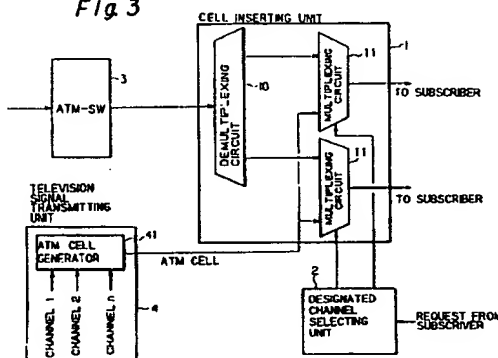 Fig. 3
CELL INSERTING UNIT
1
3
ATM-SW
DEMULTIPLEXING
CIRCUIT
10
MULTIPLEXING
CIRCUIT
11
TO SUBSCRIBER
MULTIPLEXING
CIRCUIT
11
TO SUBSCRIBER
TELEVISION
SIGNAL
TRANSMITTING
UNIT
ATM CELL
GENERATOR
41
ATM CELL
CHANNEL 1
CHANNEL 2
CHANNEL n
4
2
DESIGNATED
CHANNEL
SELECTING
UNIT
REQUEST FROM
SUBSCRIVER